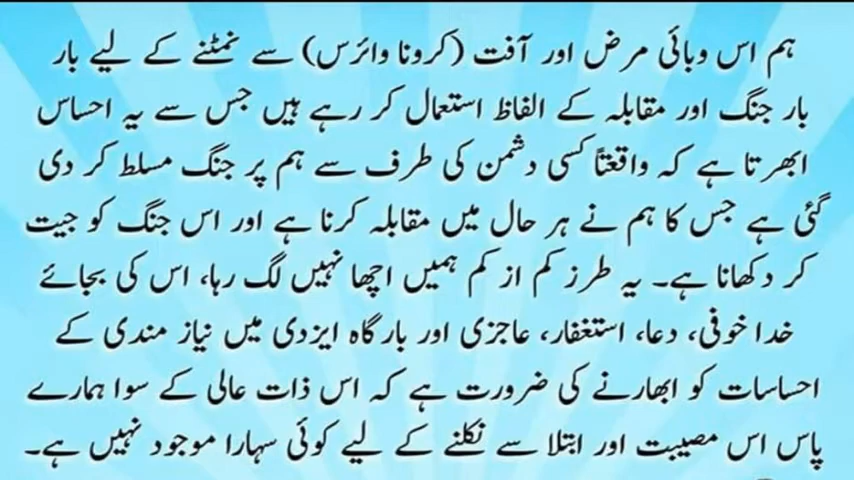 ہم اس وبائی مرض اور آفت (کرونا وائرس) سے نمٹنے کے لیے بار
بار جنگ اور مقابلہ کے الفاظ استعمال کر رہے ہیں جس سے یہ احساس
ابھرتا ہے کہ واقعتاً کسی دشمن کی طرف سے ہم پر جنگ مسلط کر دی
گئی ہے جس کا ہم نے ہر حال میں مقابلہ کرنا ہے اور اس جنگ کو جیت
کر دکھانا ہے۔ یہ طرز کم از کم ہمیں اچھا نہیں لگ رہا، اس کی بجائے
خدا خوفی، دعا، استغفار، عاجزی اور بارگاہ ایزدی میں نیاز مندی کے
احساسات کو ابھارنے کی ضرورت ہے کہ اس ذات عالی کے سوا ہمارے
پاس اس مصیبت اور ابتلا سے نکلنے کے لیے کوئی سہارا موجود نہیں ہے۔